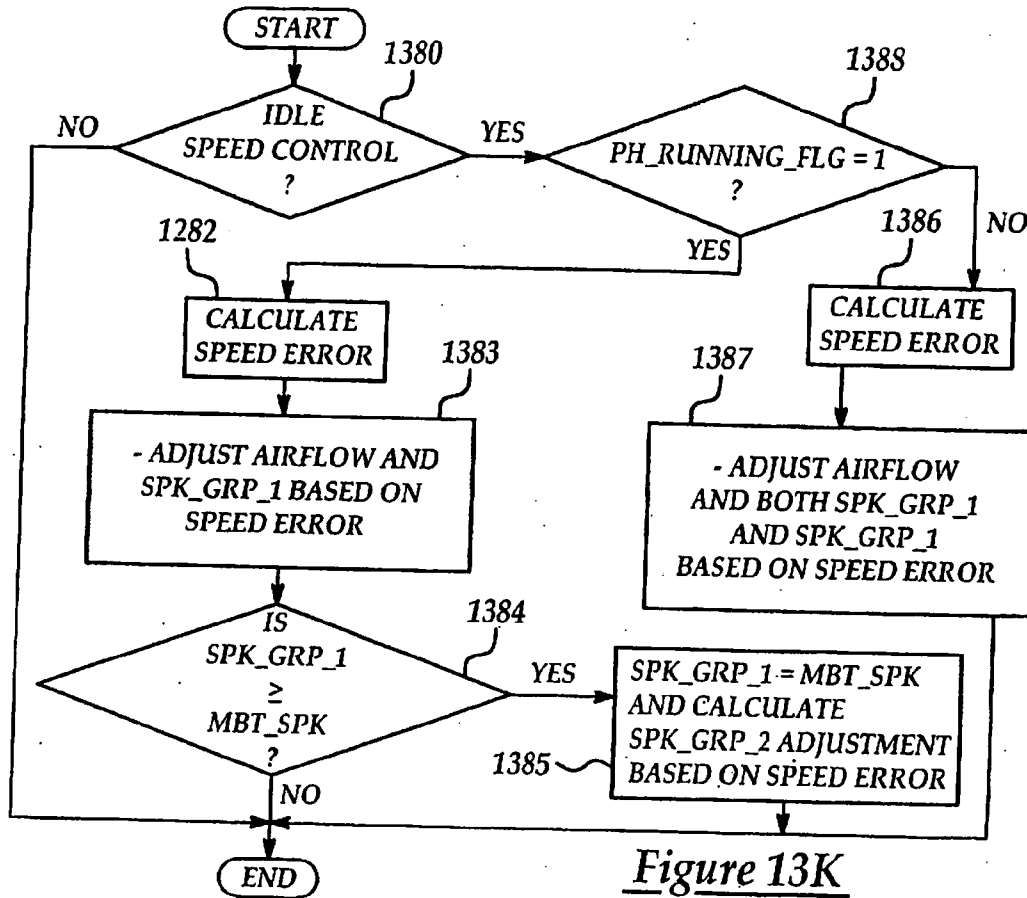 START
1380
IDLE
SPEED CONTROL
?
NO
YES
1388
PH_RUNNING_FLG = 1
?
YES
NO
1282
CALCULATE
SPEED ERROR
1386
CALCULATE
SPEED ERROR
1383
- ADJUST AIRFLOW AND
SPK_GRP_1 BASED ON
SPEED ERROR
1387
- ADJUST AIRFLOW
AND BOTH SPK_GRP_1
AND SPK_GRP_1
BASED ON SPEED ERROR
1384
IS
SPK_GRP_1
≥
MBT_SPK
?
YES
NO
SPK_GRP_1 = MBT_SPK
AND CALCULATE
SPK_GRP_2 ADJUSTMENT
BASED ON SPEED ERROR
1385
END
Figure 13K